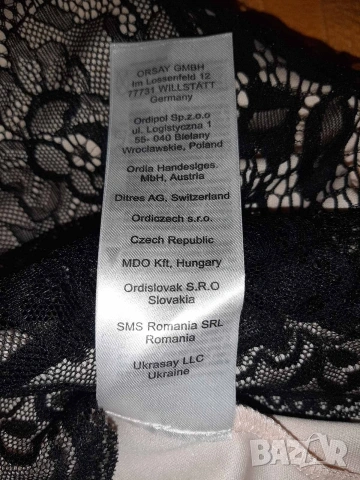 ORSAY GMBH
Im Lossenfeld 12
77731 WILLSTATT
Germany
Ordipol Sp.z.o.o
ul. Logistyczna 1
55- 040 Bielany
Wroclawskie, Poland
Ordia Handesiges.
MbH, Austria
Ditres AG, Switzerland
Ordiczech s.r.o.
Czech Republic
MDO Kft, Hungary
Ordislovak S.R.O
Slovakia
SMS Romania SRL
Romania
Ukrasay LLC
Ukraine
BAZAR